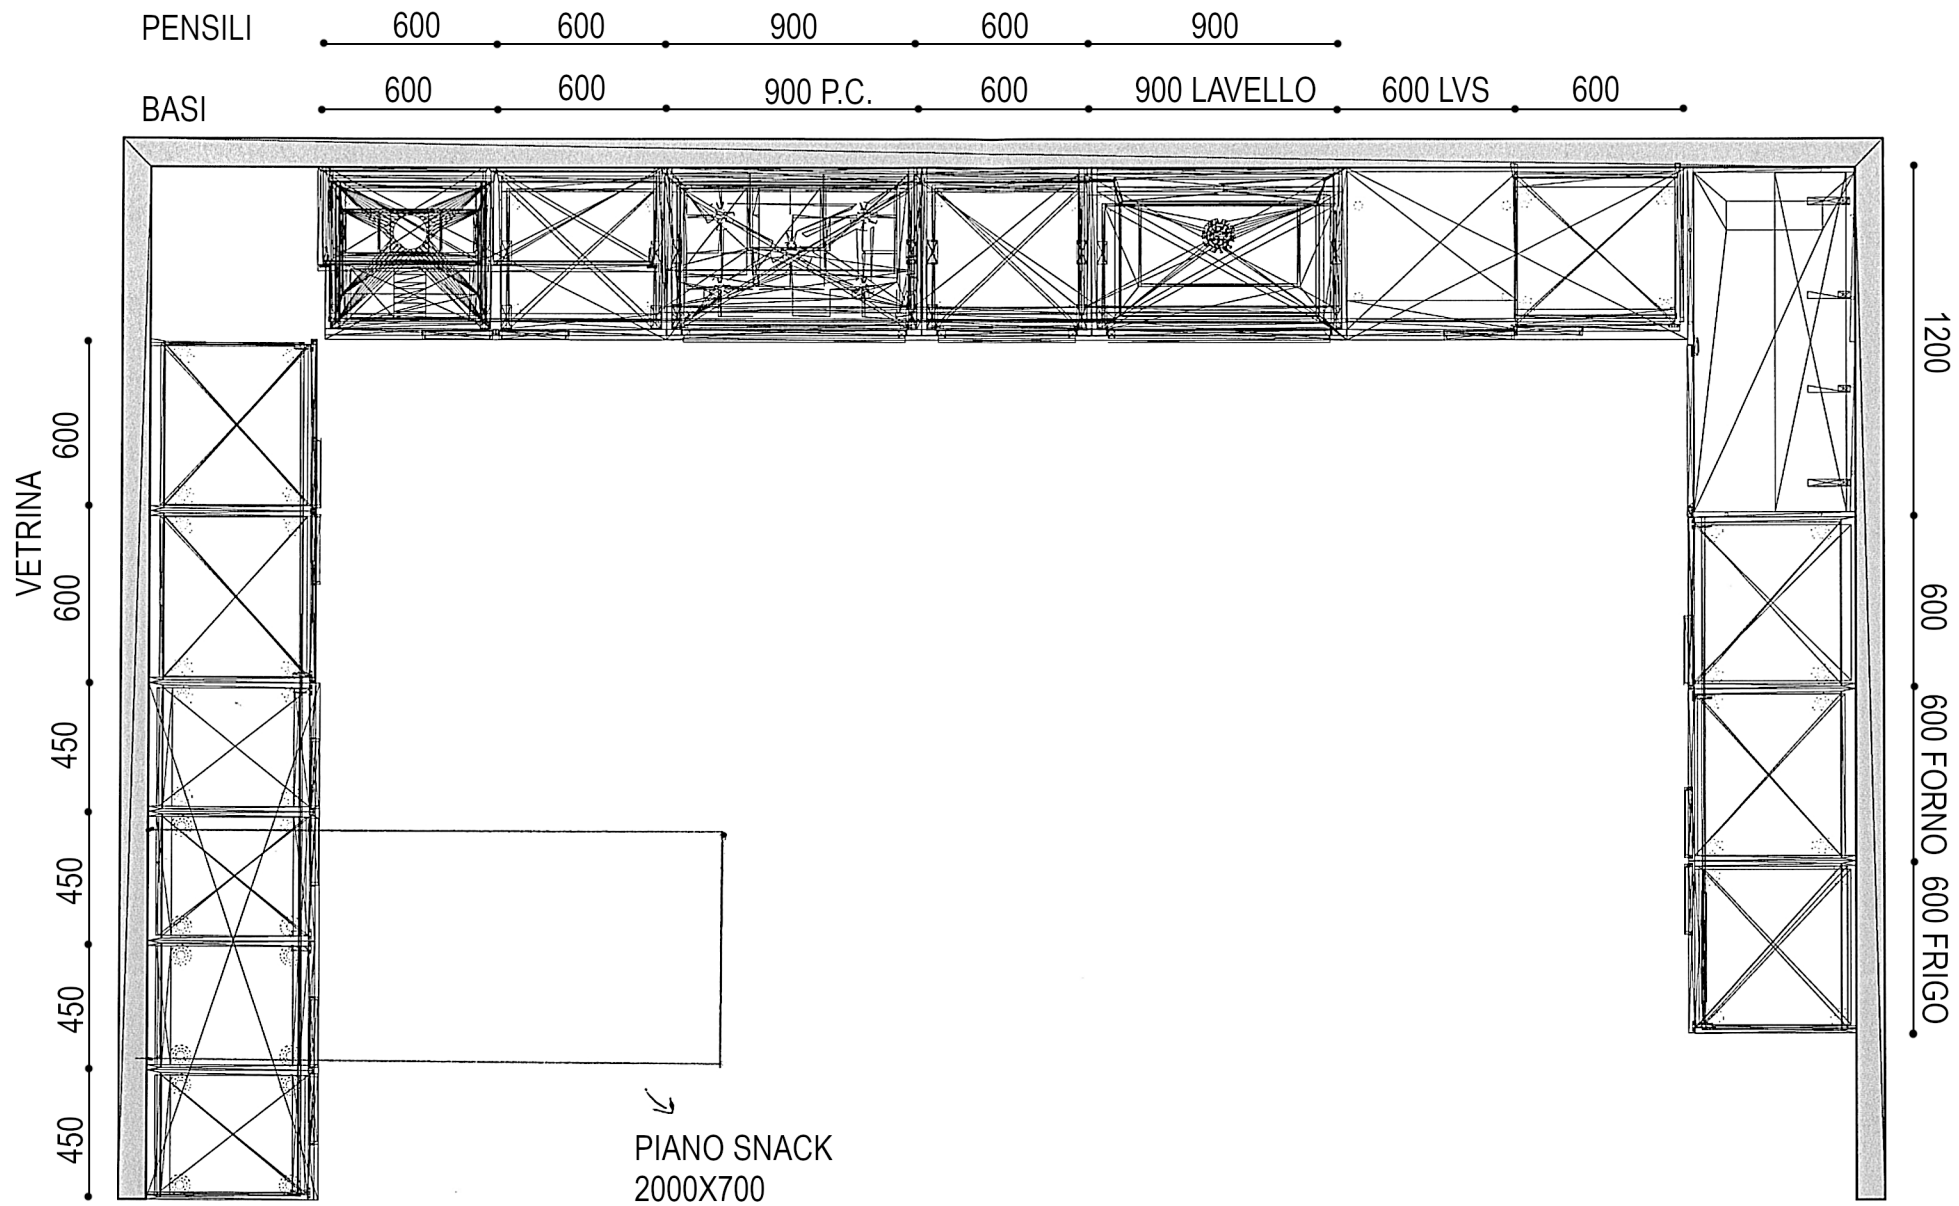 PENSILI 600 600 900 600 900
BASI 600 600 900 P.C. 600 900 LAVELLO 600 LVS 600
VETRINA
600
600
450
450
450
450
1200
600
600 FORNO
600 FRIGO
PIANO SNACK
2000X700